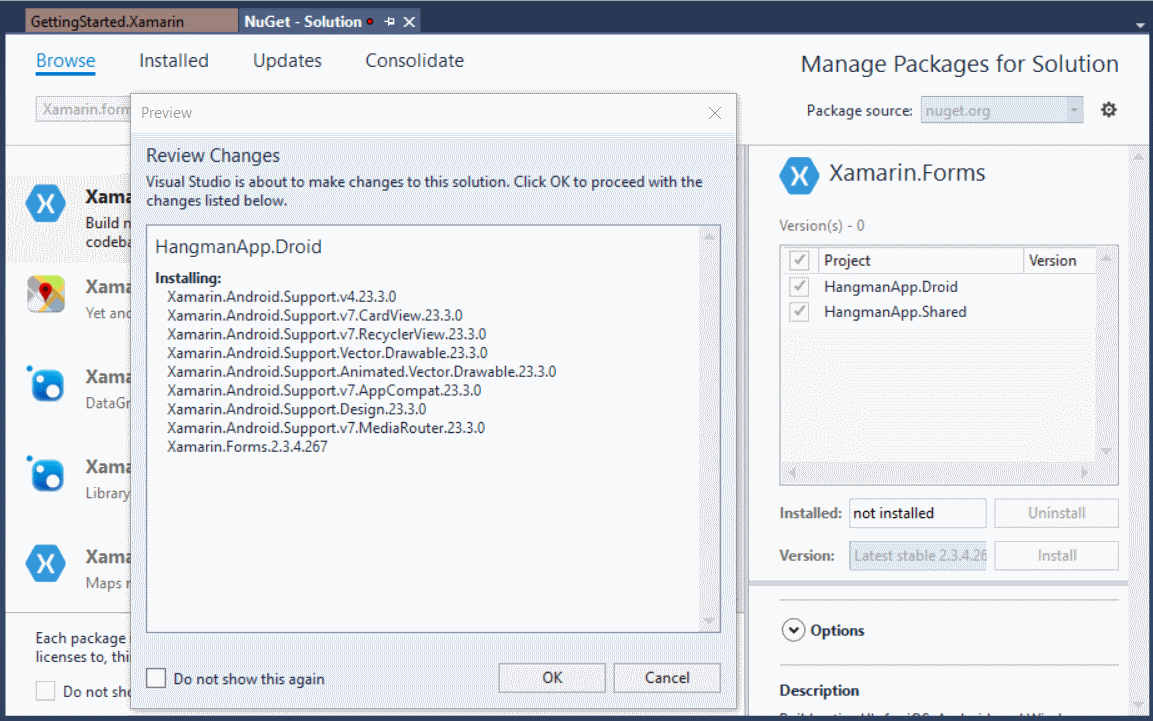 GettingStarted.Xamarin
NuGet - Solution
Browse Installed Updates Consolidate
Manage Packages for Solution
Xamarin.form
Package source: nuget.org
Preview
Review Changes
Visual Studio is about to make changes to this solution. Click OK to proceed with the
changes listed below.
HangmanApp.Droid
Installing:
Xamarin.Android.Support.v4.23.3.0
Xamarin.Android.Support.v7.CardView.23.3.0
Xamarin.Android.Support.v7.RecyclerView.23.3.0
Xamarin.Android.Support.Vector.Drawable.23.3.0
Xamarin.Android.Support.Animated.Vector.Drawable.23.3.0
Xamarin.Android.Support.v7.AppCompat.23.3.0
Xamarin.Android.Support.Design.23.3.0
Xamarin.Android.Support.v7.MediaRouter.23.3.0
Xamarin.Forms.2.3.4.267
Do not show this again
OK
Cancel
Xama
Build n
codeba
Xama
Yet and
Xama
DataGr
Xama
Library
Xama
Maps r
Each package
licenses to, thi
Do not sho
Xamarin.Forms
Version(s) - 0
Project Version
HangmanApp.Droid
HangmanApp.Shared
Installed: not installed Uninstall
Version: Latest stable 2.3.4.26 Install
Options
Description